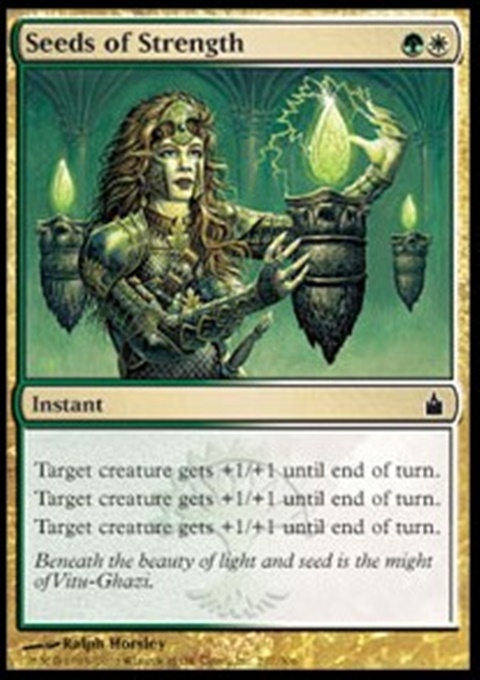 Seeds of Strength
Instant
Target creature gets +1/+1 until end of turn.
Target creature gets +1/+1 until end of turn.
Target creature gets +1/+1 until end of turn.
Beneath the beauty of light and seed is the might
of Vitu-Ghazi.
Ralph Horsley